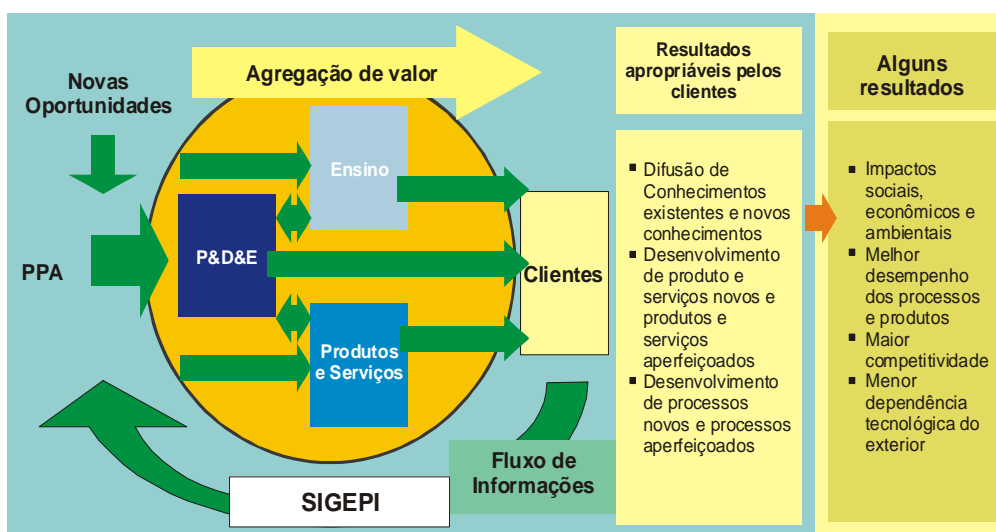 Novas
Oportunidades
PPA
Agregação de valor
Ensino
P&D&E
Produtos
e Serviços
Clientes
SIGEPI
Fluxo de
Informações
Resultados
apropriáveis pelos
clientes
▪ Difusão de
Conhecimentos
existentes e novos
conhecimentos
▪ Desenvolvimento
de produto e
serviços novos e
produtos e
serviços
aperfeiçoados
▪ Desenvolvimento
de processos
novos e processos
aperfeiçoados
Alguns
resultados
▪ Impactos
sociais,
econômicos e
ambientais
▪ Melhor
desempenho
dos processos
e produtos
▪ Maior
competitividade
▪ Menor
dependência
tecnológica do
exterior